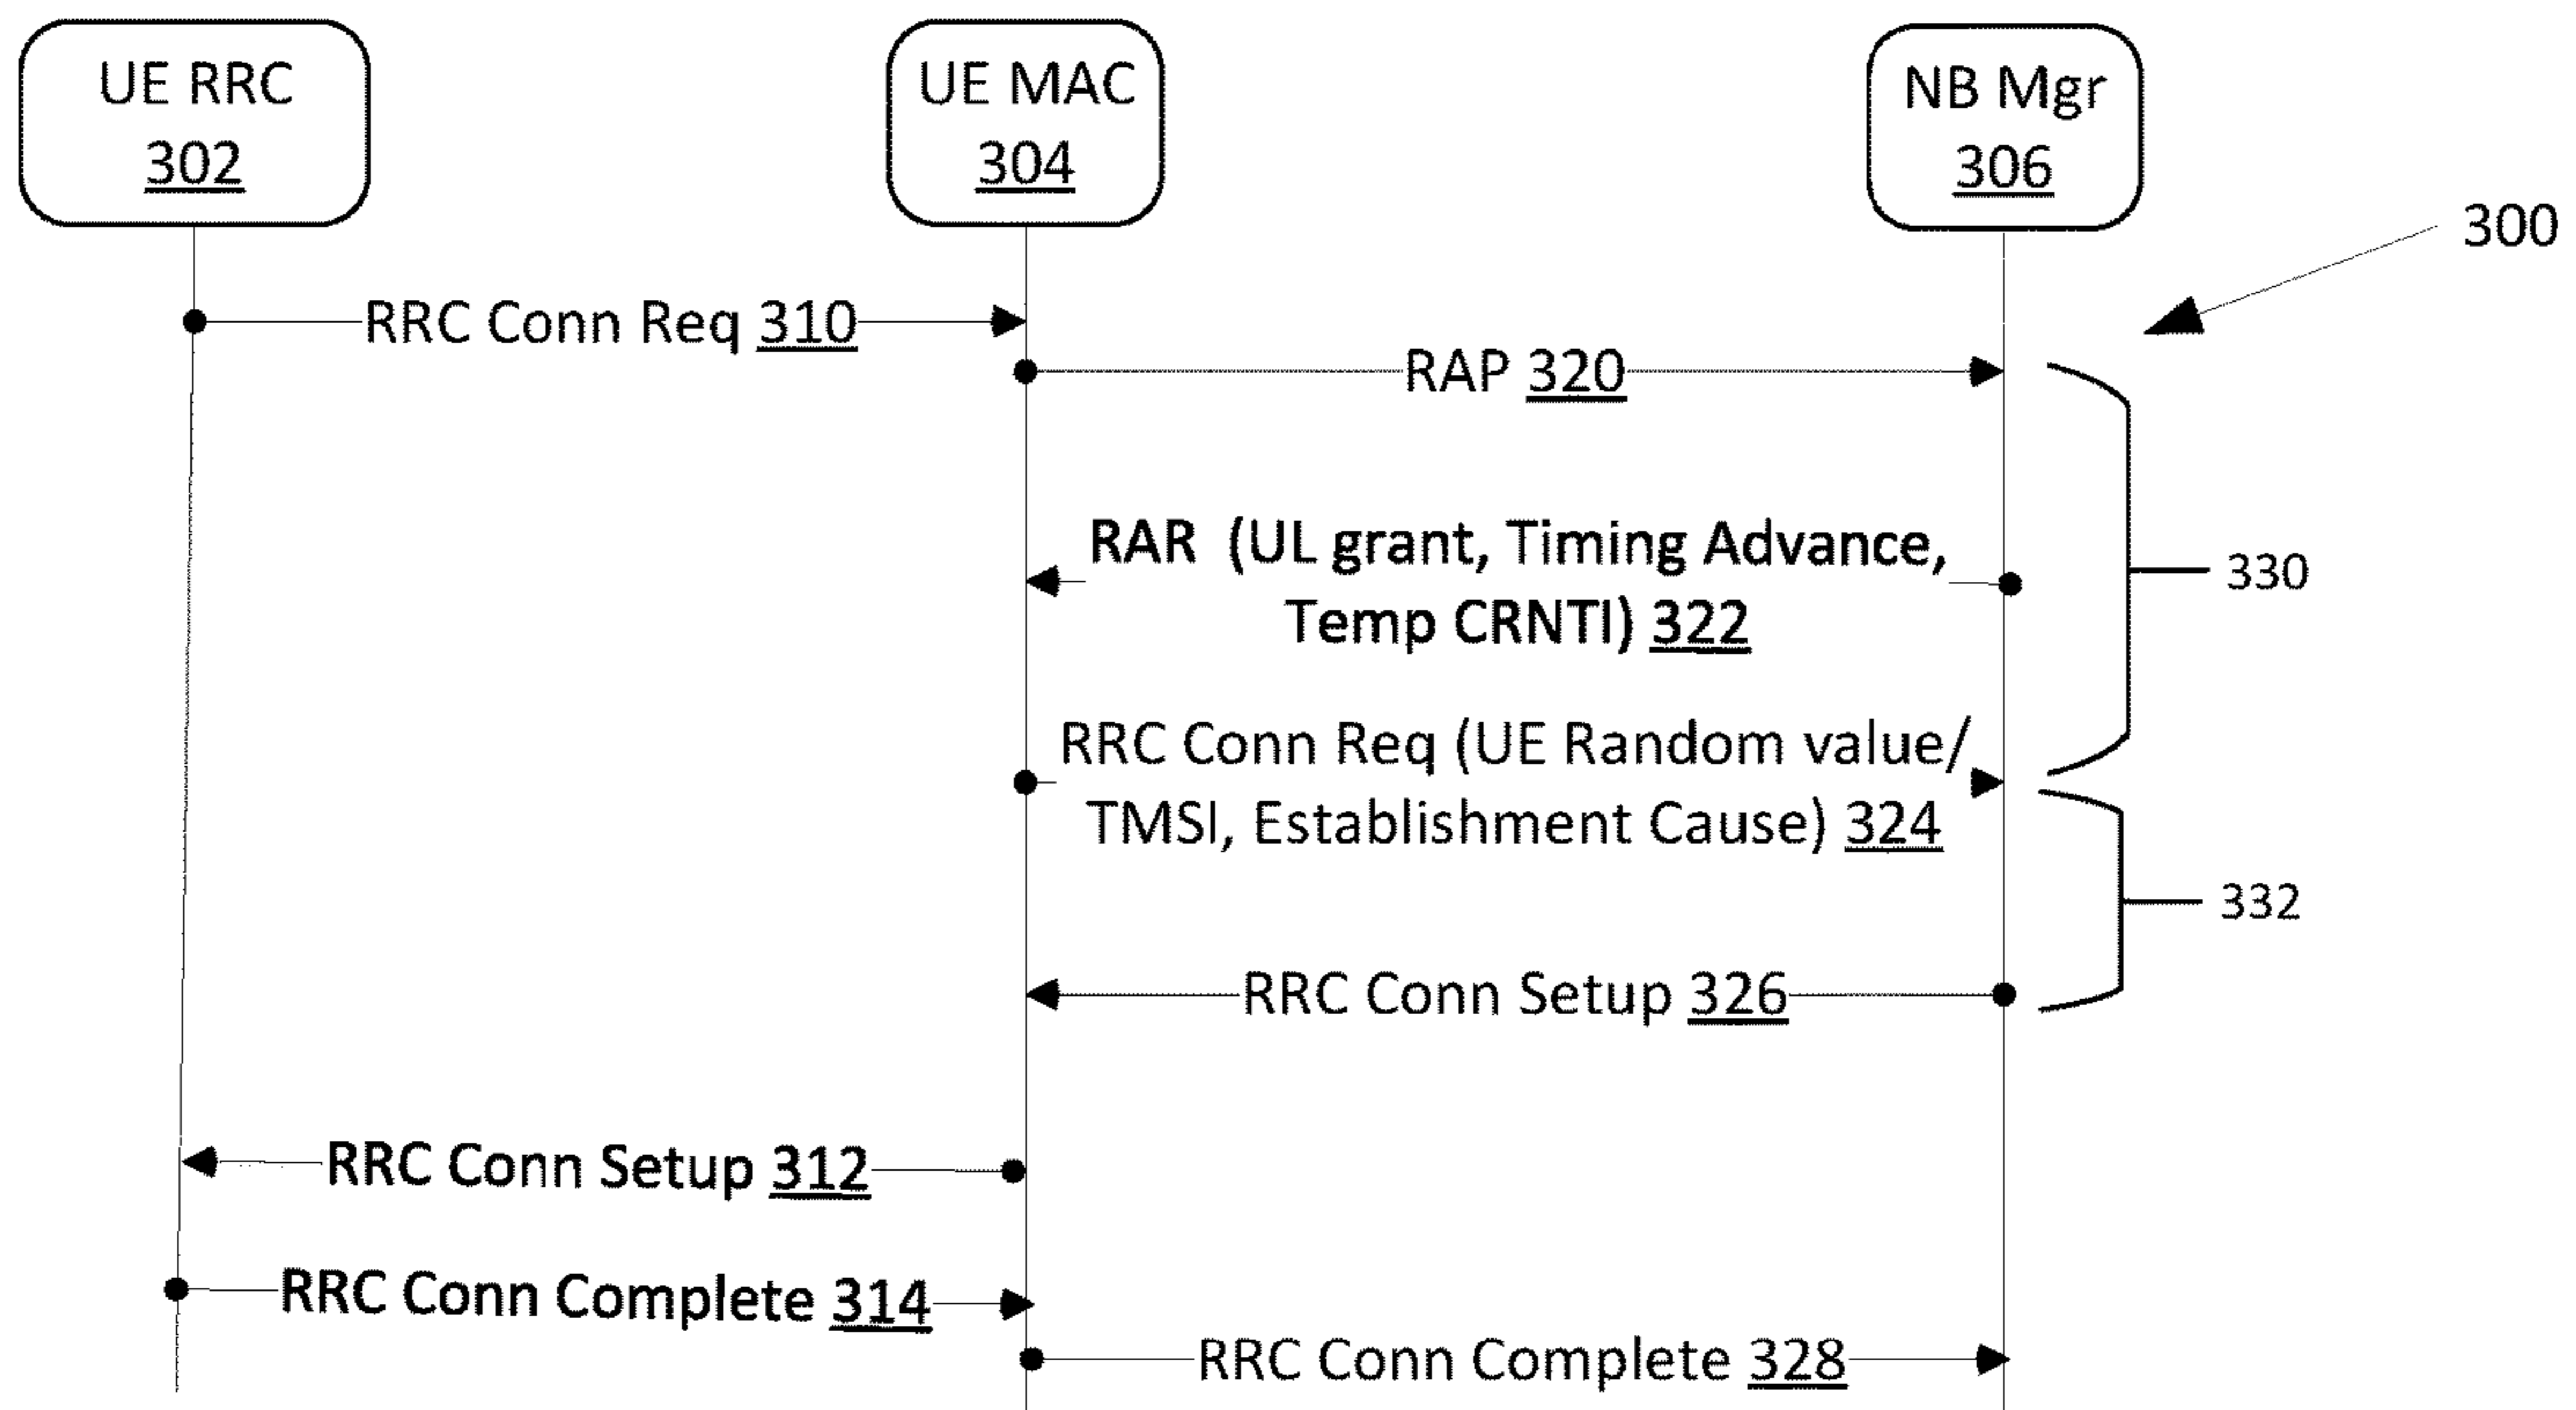 UE RRC
302
UE MAC
304
NB Mgr
306
300
RRC Conn Req 310
RAP 320
RAR (UL grant, Timing Advance,
Temp CRNTI) 322
330
RRC Conn Req (UE Random value/
TMSI, Establishment Cause) 324
332
RRC Conn Setup 326
RRC Conn Setup 312
RRC Conn Complete 314
RRC Conn Complete 328